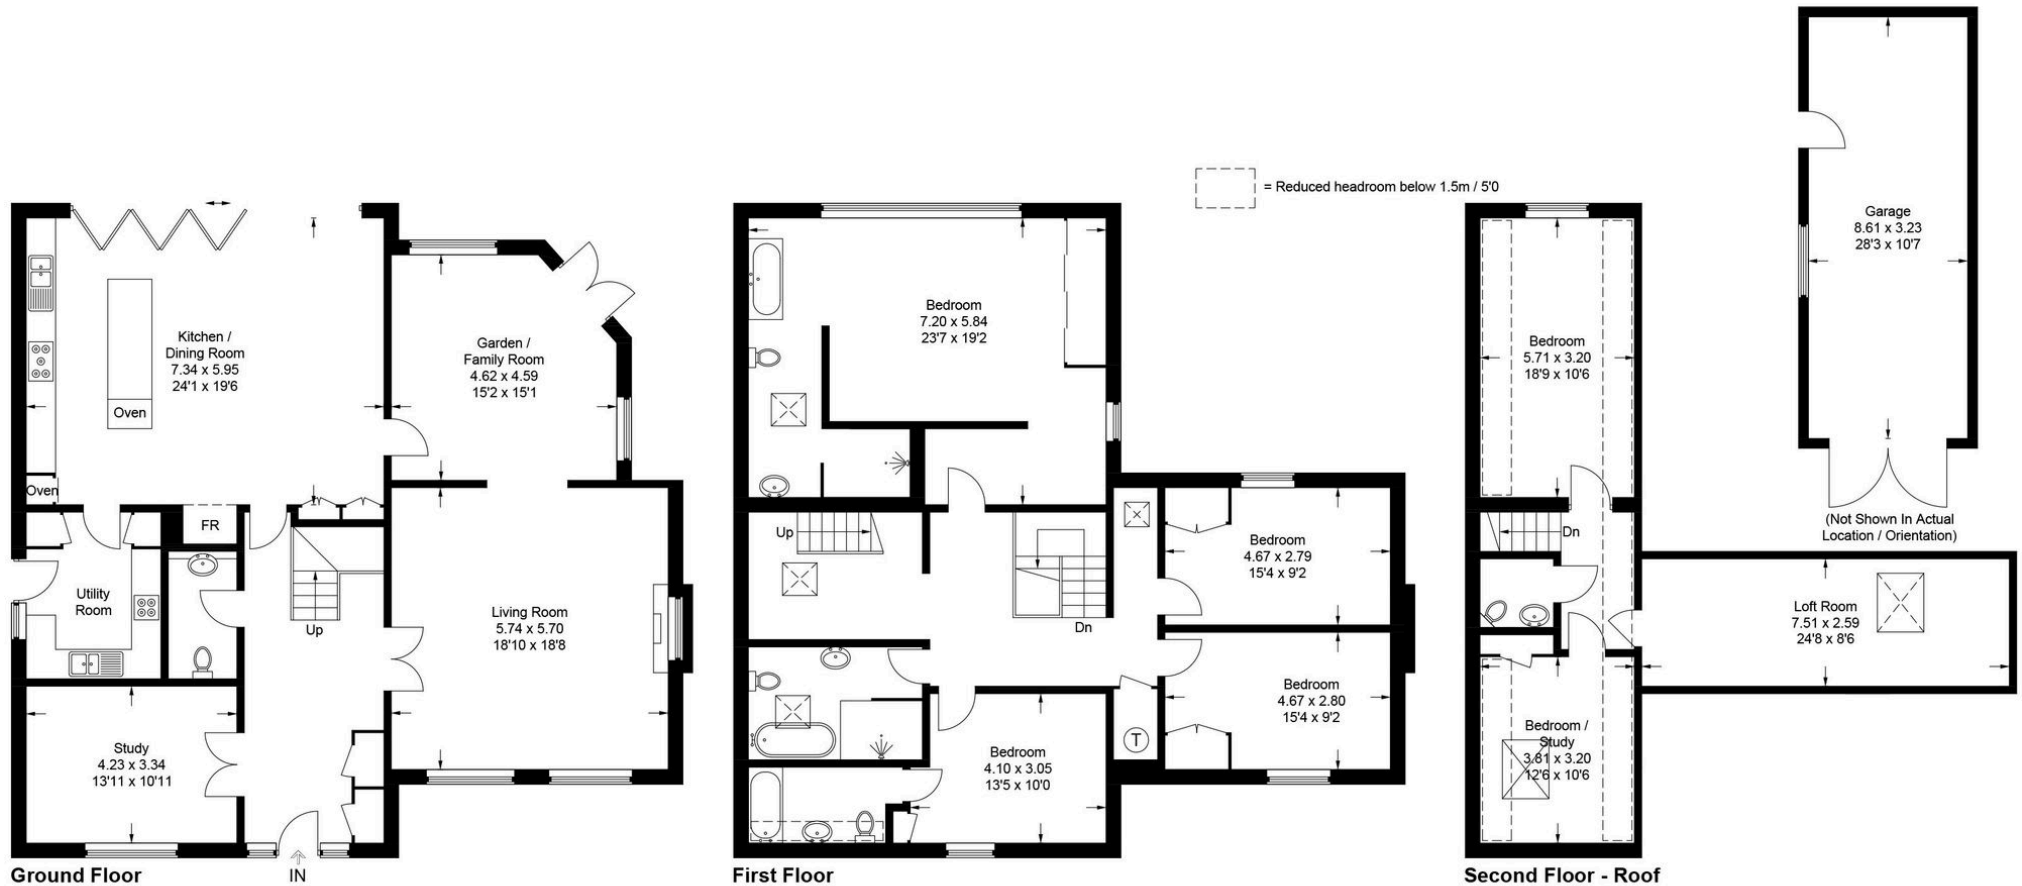 = Reduced headroom below 1.5m / 5'0
Kitchen /
Dining Room
7.34 x 5.95
24'1 x 19'6
Oven
Oven
Garden /
Family Room
4.62 x 4.59
15'2 x 15'1
FR
Utility
Room
Up
Living Room
5.74 x 5.70
18'10 x 18'8
Study
4.23 x 3.34
13'11 x 10'11
IN
Ground Floor
Bedroom
7.20 x 5.84
23'7 x 19'2
Up
Dn
Bedroom
4.67 x 2.79
15'4 x 9'2
Bedroom
4.67 x 2.80
15'4 x 9'2
Bedroom
4.10 x 3.05
13'5 x 10'0
T
First Floor
Bedroom
5.71 x 3.20
18'9 x 10'6
Dn
Loft Room
7.51 x 2.59
24'8 x 8'6
Bedroom /
Study
3.81 x 3.20
12'6 x 10'6
Second Floor - Roof
Garage
8.61 x 3.23
28'3 x 10'7
(Not Shown In Actual
Location / Orientation)